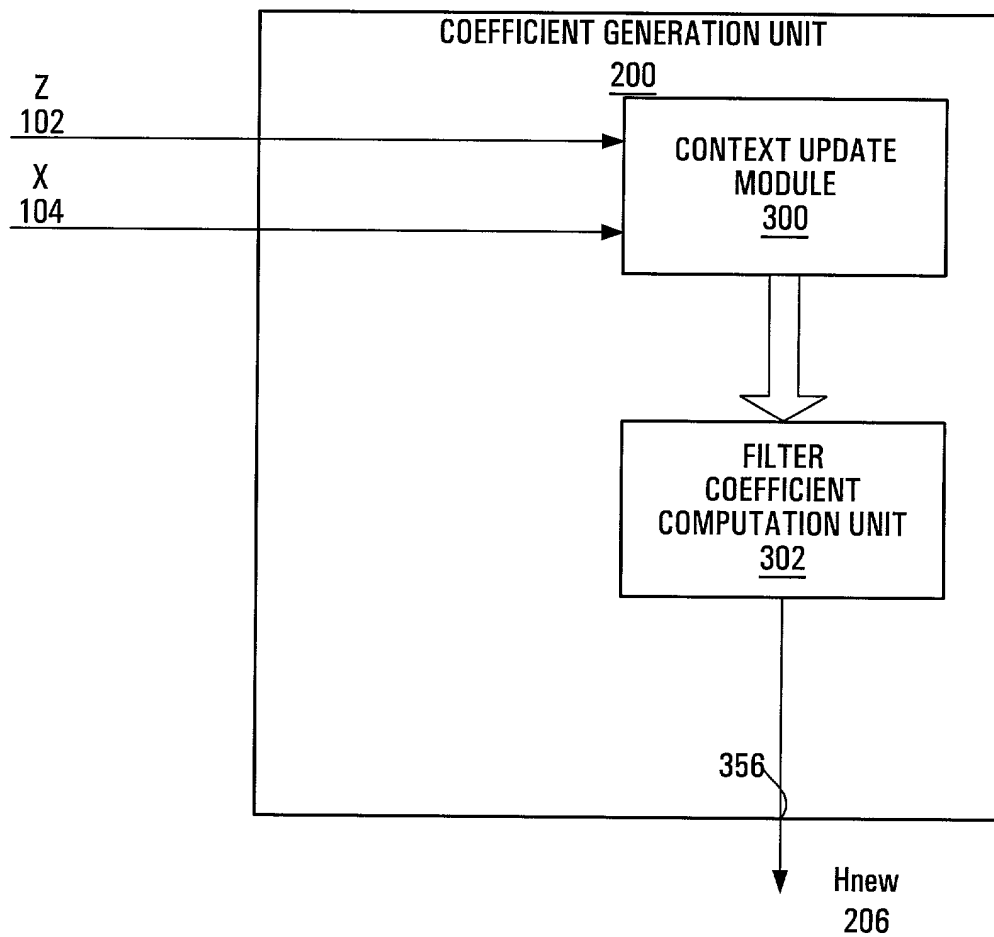 COEFFICIENT GENERATION UNIT
200
Z
102
X
104
CONTEXT UPDATE
MODULE
300
FILTER
COEFFICIENT
COMPUTATION UNIT
302
356
Hnew
206